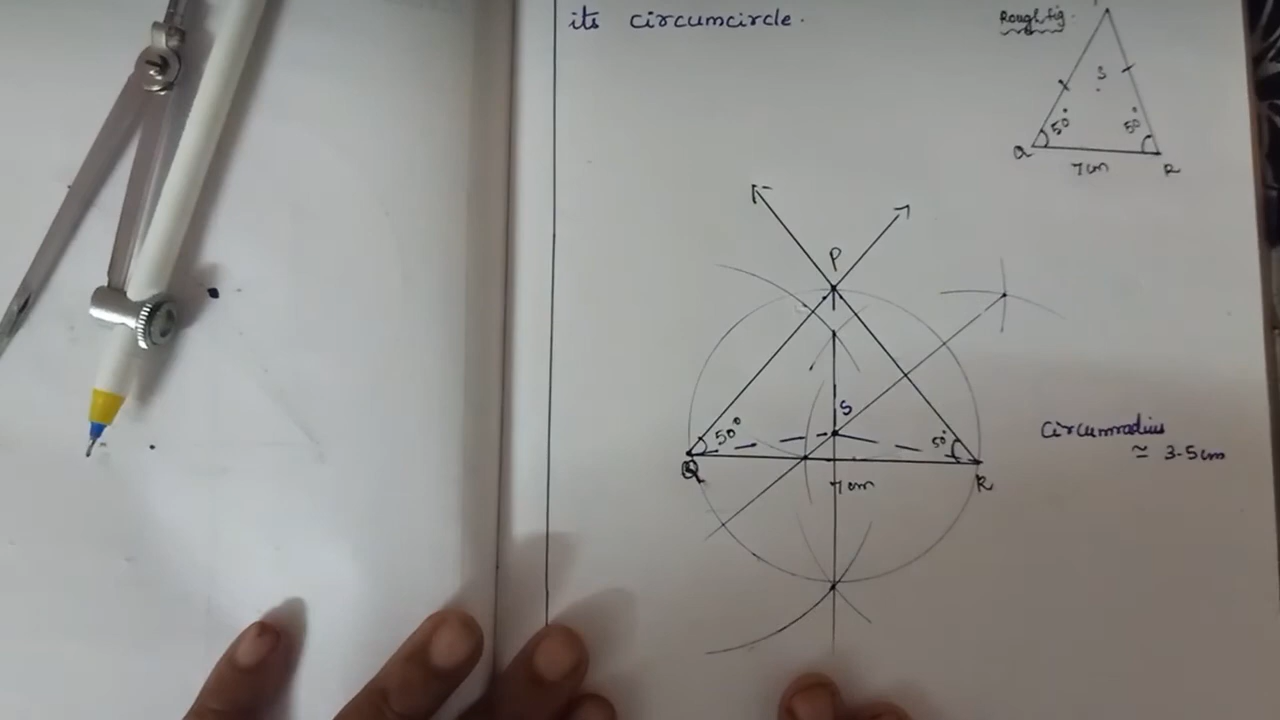 its circumcircle.
Rough fig.
S
50°
50°
Q
7cm
R
P
S
50°
50°
Q
7cm
R
Circumradius
≅ 3.5cm